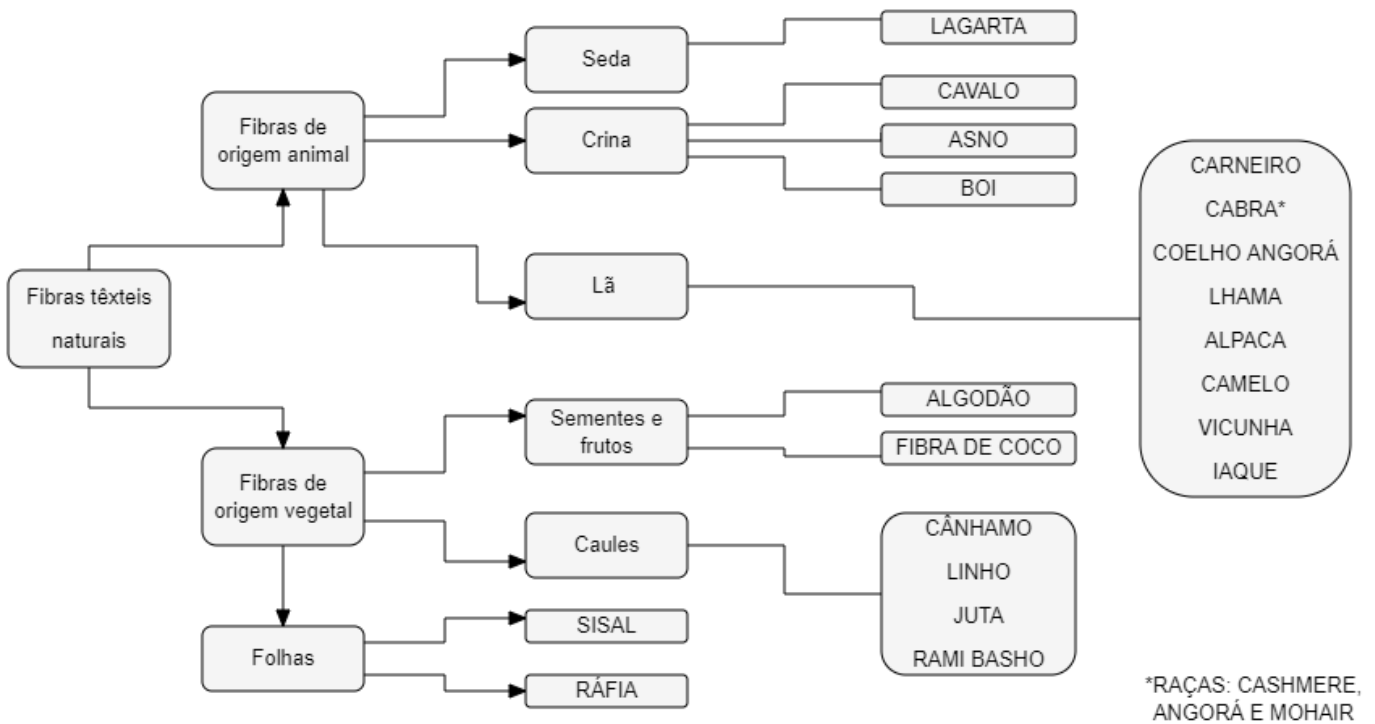 Fibras têxteis
naturais
Fibras de
origem animal
Seda
LAGARTA
Crina
CAVALO
ASNO
BOI
Lã
CARNEIRO
CABRA*
COELHO ANGORÁ
LHAMA
ALPACA
CAMELO
VICUNHA
IAQUE
Fibras de
origem vegetal
Sementes e
frutos
ALGODÃO
FIBRA DE COCO
Caules
CÂNHAMO
LINHO
JUTA
RAMI BASHO
Folhas
SISAL
RÁFIA
*RAÇAS: CASHMERE,
ANGORÁ E MOHAIR